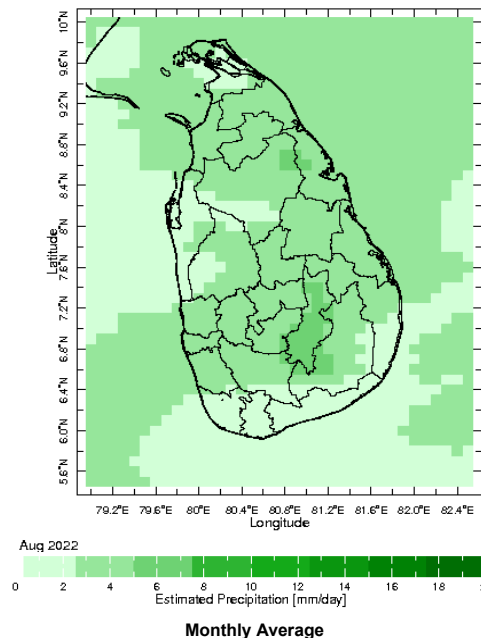 10°N
9.6°N
9.2°N
8.8°N
8.4°N
8°N
7.6°N
7.2°N
6.8°N
6.4°N
6.0°N
5.6°N
Latitude
79.2°E 79.6°E 80°E 80.4°E 80.8°E 81.2°E 81.6°E 82.0°E 82.4°E
Longitude
Aug 2022
0 2 4 6 8 10 12 14 16 18
Estimated Precipitation [mm/day]
Monthly Average